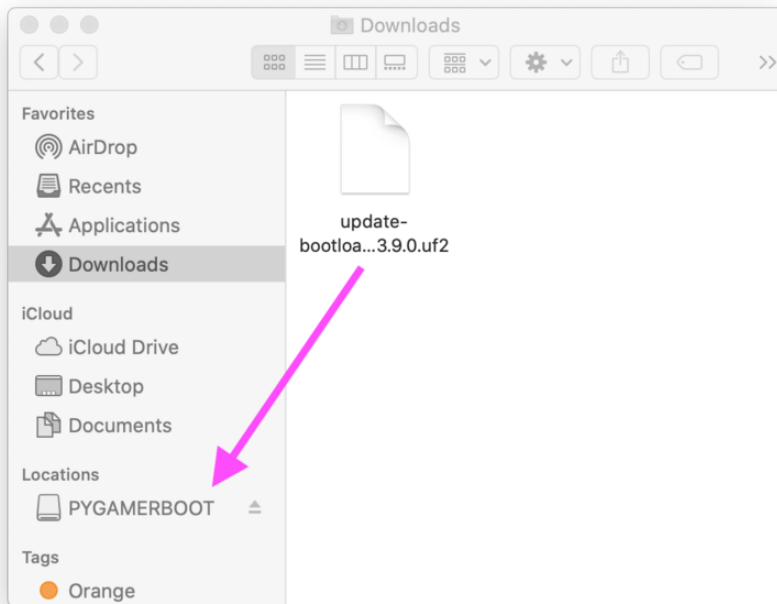 Downloads
Favorites
AirDrop
Recents
Applications
Downloads
iCloud
iCloud Drive
Desktop
Documents
Locations
PYGAMERBOOT
Tags
Orange
update-
bootloa...3.9.0.uf2